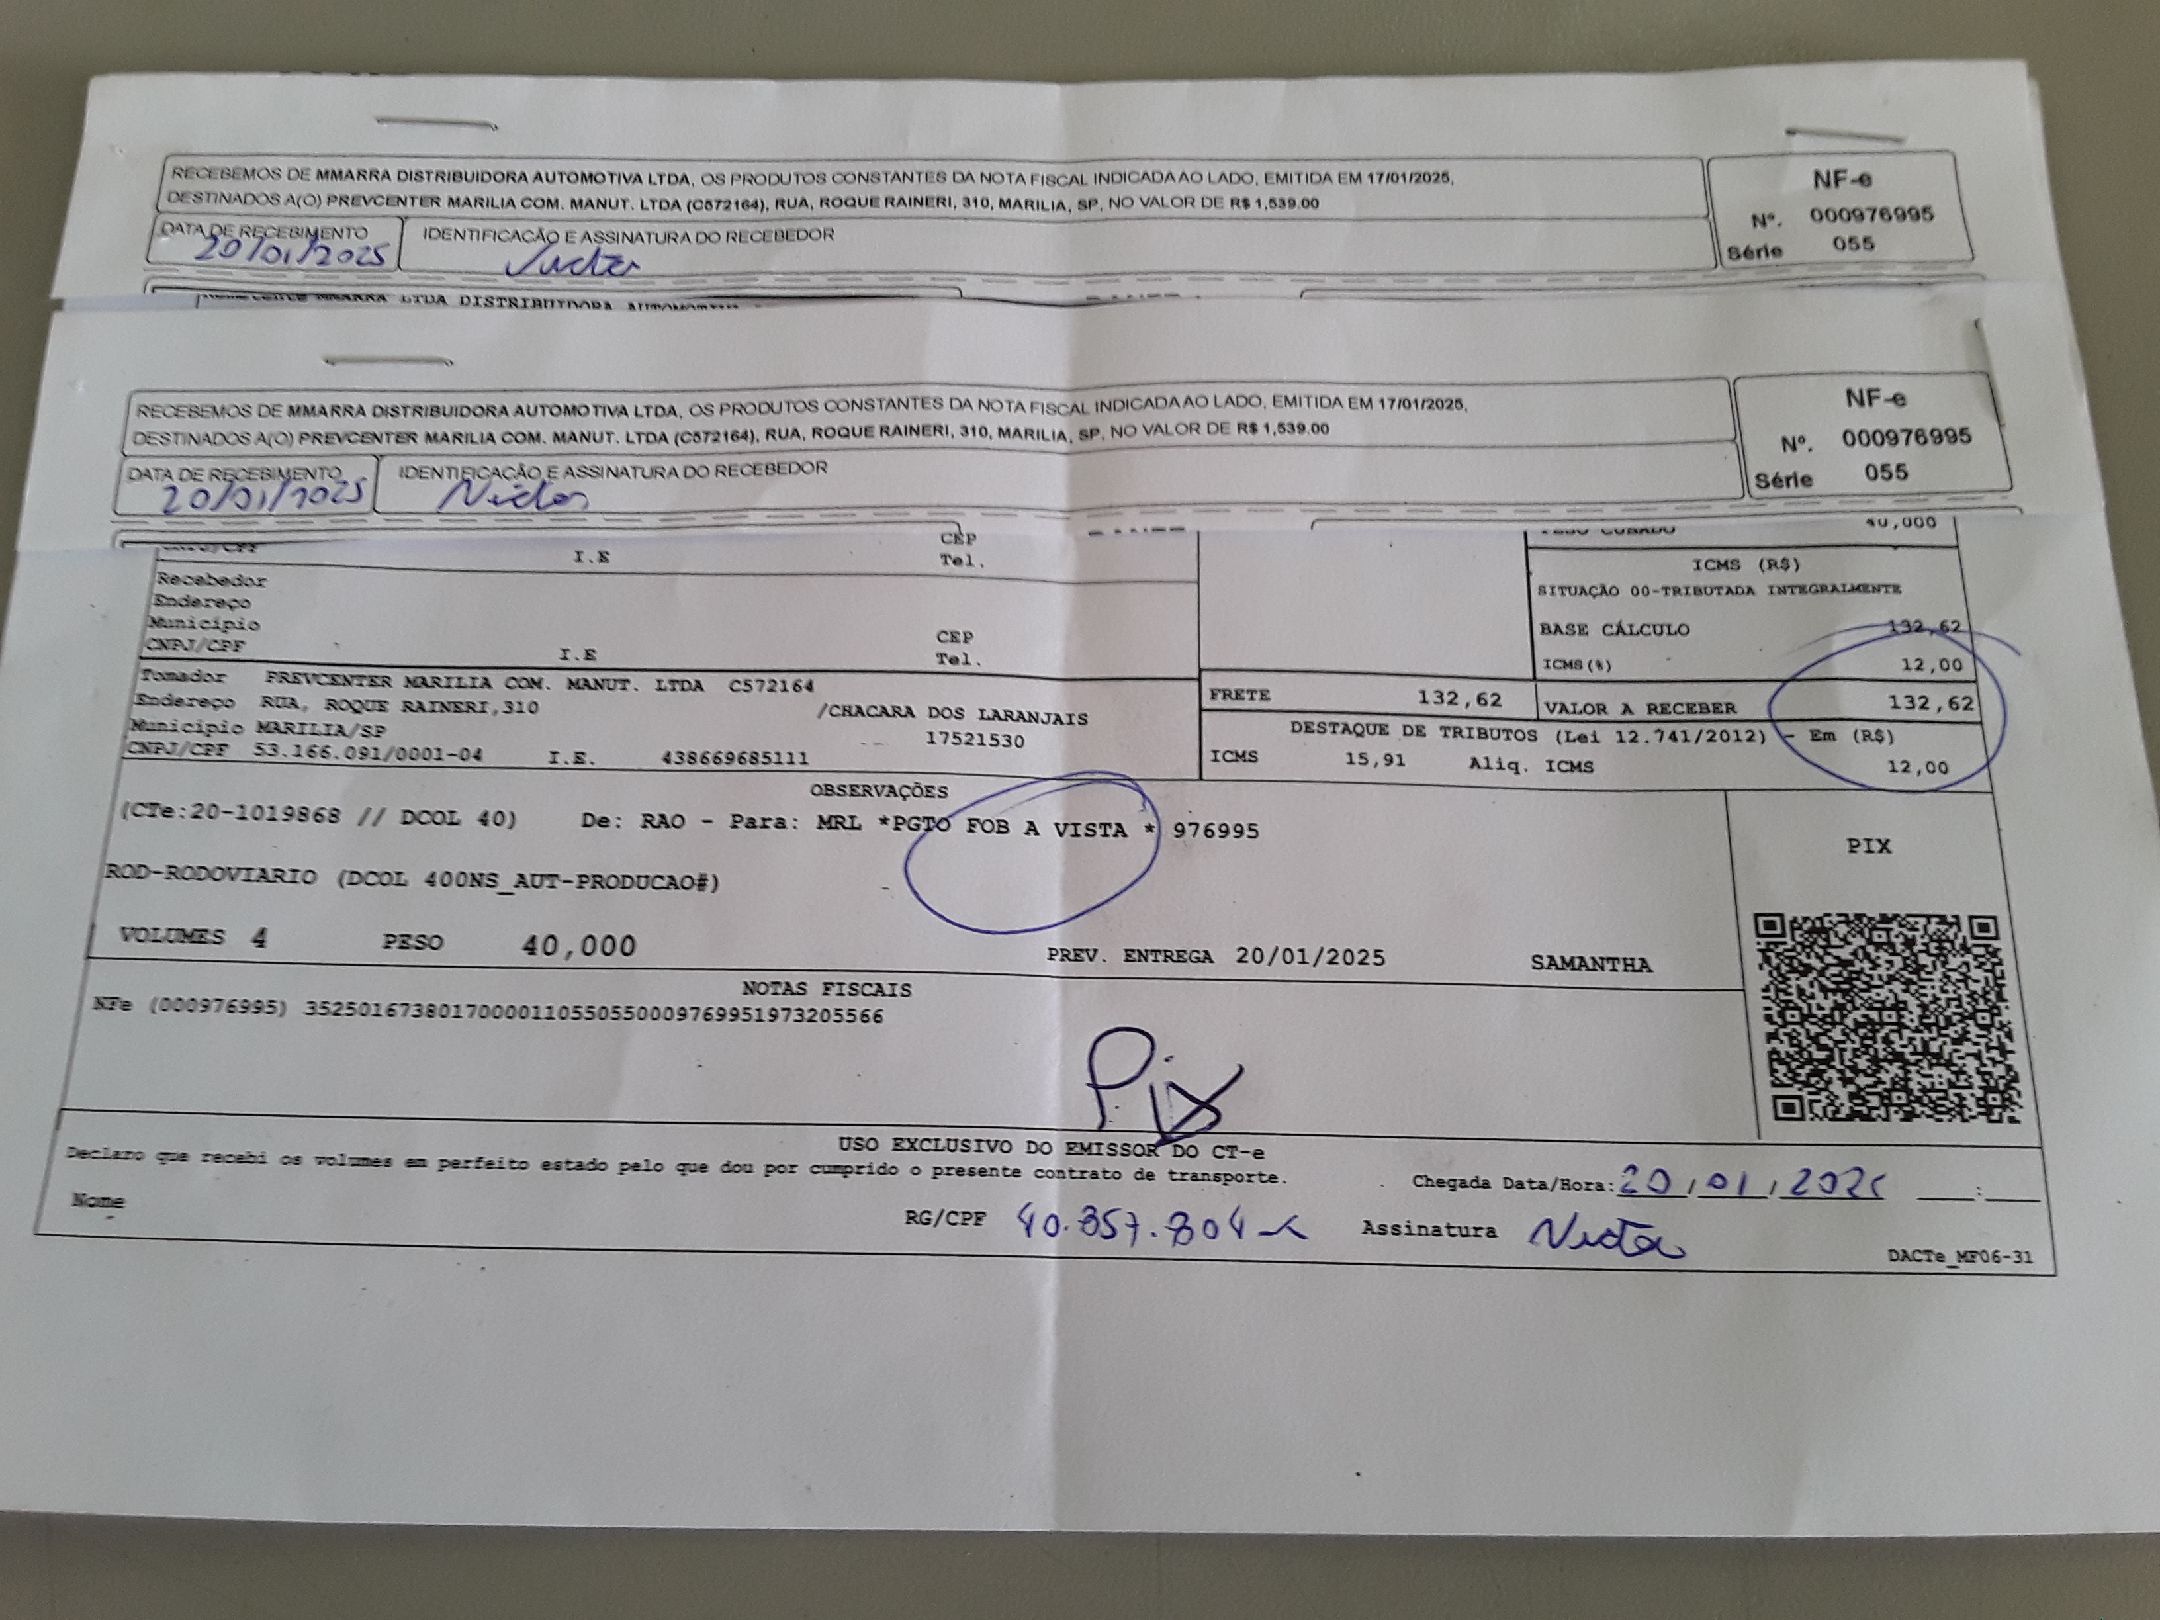 RECEBEMOS DE MMARRA DISTRIBUIDORA AUTOMOTIVA LTDA, OS PRODUTOS CONSTANTES DA NOTA FISCAL INDICADA AO LADO, EMITIDA EM 17/01/2025,
DESTINADOS A(O) PREVCENTER MARILIA COM. MANUT. LTDA (C572164), RUA, ROQUE RAINERI, 310, MARILIA, SP, NO VALOR DE R$ 1,539.00
NF-e
Nº. 000976995
Série 055
DATA DE RECEBIMENTO
20/01/2025
IDENTIFICAÇÃO E ASSINATURA DO RECEBEDOR
MMARRA LTDA DISTRIBUIDORA
RECEBEMOS DE MMARRA DISTRIBUIDORA AUTOMOTIVA LTDA, OS PRODUTOS CONSTANTES DA NOTA FISCAL INDICADA AO LADO, EMITIDA EM 17/01/2025,
DESTINADOS A(O) PREVCENTER MARILIA COM. MANUT. LTDA (C572164), RUA, ROQUE RAINERI, 310, MARILIA, SP, NO VALOR DE R$ 1,539.00
NF-e
Nº. 000976995
Série 055
DATA DE RECEBIMENTO
20/01/2025
IDENTIFICAÇÃO E ASSINATURA DO RECEBEDOR
40,000
CNPJ/CPF I.E CEP
Tel.
Recebedor
Endereço
Município CEP
CNPJ/CPF I.E Tel.
ICMS (R$)
SITUAÇÃO 00-TRIBUTADA INTEGRALMENTE
BASE CÁLCULO 132,62
ICMS(%) 12,00
Tomador PREVCENTER MARILIA COM. MANUT. LTDA C572164
Endereço RUA, ROQUE RAINERI,310 /CHACARA DOS LARANJAIS
Município MARILIA/SP 17521530
CNPJ/CPF 53.166.091/0001-04 I.E. 438669685111
FRETE 132,62 VALOR A RECEBER 132,62
DESTAQUE DE TRIBUTOS (Lei 12.741/2012) - Em (R$)
ICMS 15,91 Aliq. ICMS 12,00
OBSERVAÇÕES
(CTe:20-1019868 // DCOL 40) De: RAO - Para: MRL *PGTO FOB A VISTA * 976995
ROD-RODOVIARIO (DCOL 400NS_AUT-PRODUCAO#)
PIX
VOLUMES 4 PESO 40,000 PREV. ENTREGA 20/01/2025 SAMANTHA
NOTAS FISCAIS
NFe (000976995) 35250167380170000110550550009769951973205566
Pix
USO EXCLUSIVO DO EMISSOR DO CT-e
Declaro que recebi os volumes em perfeito estado pelo que dou por cumprido o presente contrato de transporte.
Chegada Data/Hora: 20/01/2025 __:__
Nome RG/CPF Assinatura
DACTe_MF06-31